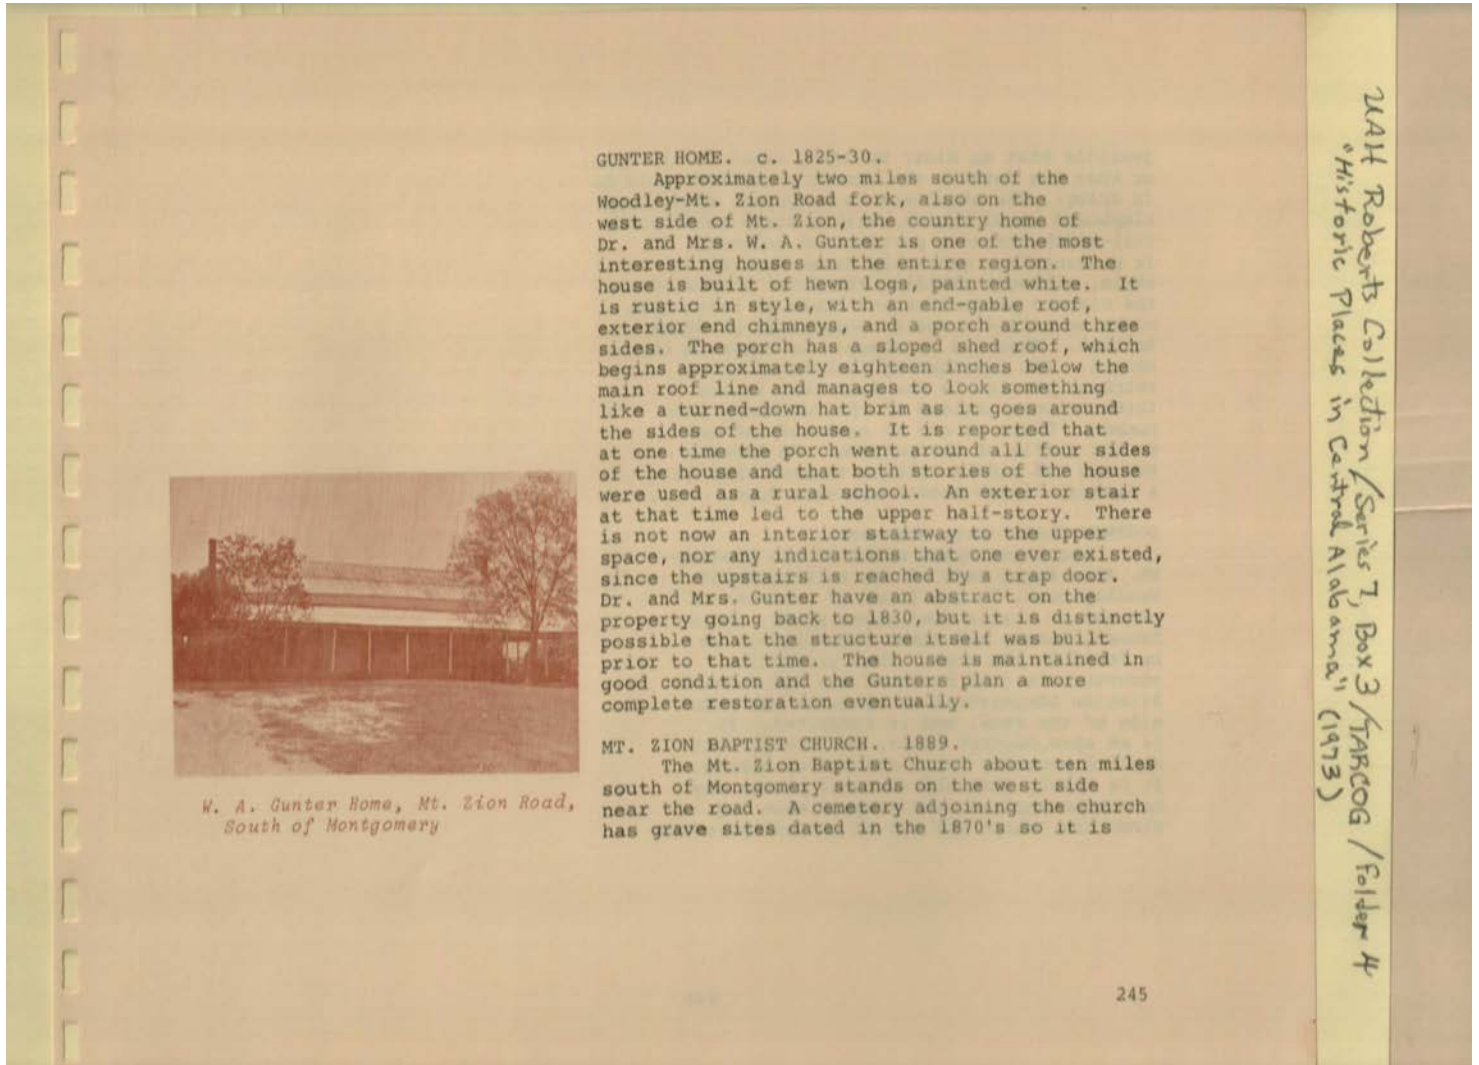 GUNTER HOME. c. 1825-30.
Approximately two miles south of the
Woodley-Mt. Zion Road fork, also on the
west side of Mt. Zion, the country home of
Dr. and Mrs. W. A. Gunter is one of the most
interesting houses in the entire region. The
house is built of hewn logs, painted white. It
is rustic in style, with an end-gable roof,
exterior end chimneys, and a porch around three
sides. The porch has a sloped shed roof, which
begins approximately eighteen inches below the
main roof line and manages to look something
like a turned-down hat brim as it goes around
the sides of the house. It is reported that
at one time the porch went around all four sides
of the house and that both stories of the house
were used as a rural school. An exterior stair
at that time led to the upper half-story. There
is not now an interior stairway to the upper
space, nor any indications that one ever existed,
since the upstairs is reached by a trap door.
Dr. and Mrs. Gunter have an abstract on the
property going back to 1830, but it is distinctly
possible that the structure itself was built
prior to that time. The house is maintained in
good condition and the Gunters plan a more
complete restoration eventually.
MT. ZION BAPTIST CHURCH. 1889.
The Mt. Zion Baptist Church about ten miles
south of Montgomery stands on the west side
near the road. A cemetery adjoining the church
has grave sites dated in the 1870's so it is
W. A. Gunter Home, Mt. Zion Road,
South of Montgomery
245
UAH Roberts Collection/Series 7, Box 3/TARCOG/Folder 4
"Historic Places in Central Alabama" (1973)